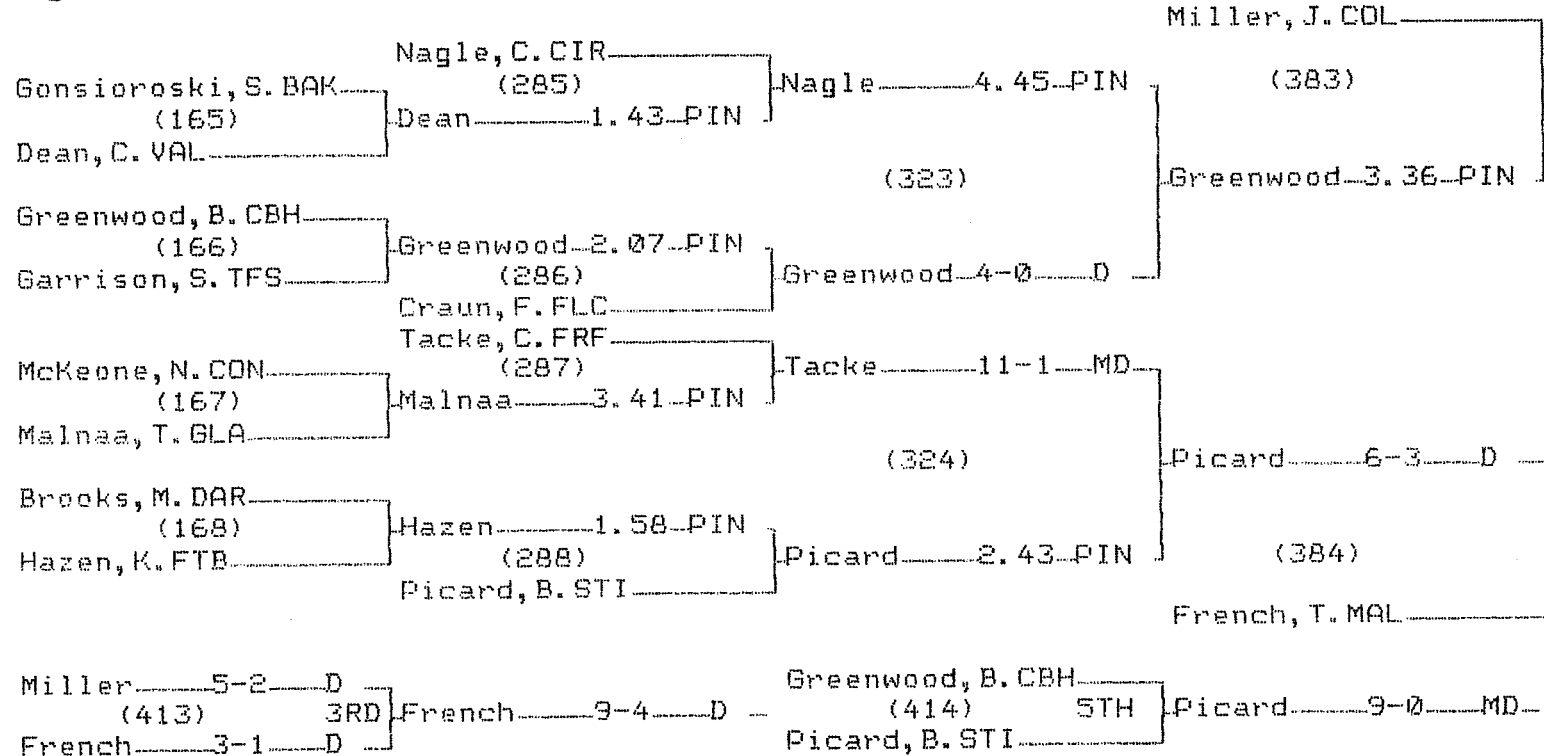 Miller, J. COL
Nagle, C. CIR
Gonsioroski, S. BAK (285) Nagle 4.45 PIN (383)
(165) Dean 1.43 PIN
Dean, C. VAL
(323) Greenwood 3.36 PIN
Greenwood, B. CBH
(166) Greenwood 2.07 PIN
Garrison, S. TFS (286) Greenwood 4-0 D
Craun, F. FLC
Tacke, C. FRF
McKeone, N. CON (287) Tacke 11-1 MD
(167) Malnaa 3.41 PIN
Malnaa, T. GLA
(324) Picard 6-3 D
Brooks, M. DAR
(168) Hazen 1.58 PIN
Hazen, K. FTB (288) Picard 2.43 PIN (384)
Picard, B. STI
French, T. MAL
Miller 5-2 D Greenwood, B. CBH
(413) 3RD French 9-4 D (414) 5TH Picard 9-0 MD
French 3-1 D Picard, B. STI